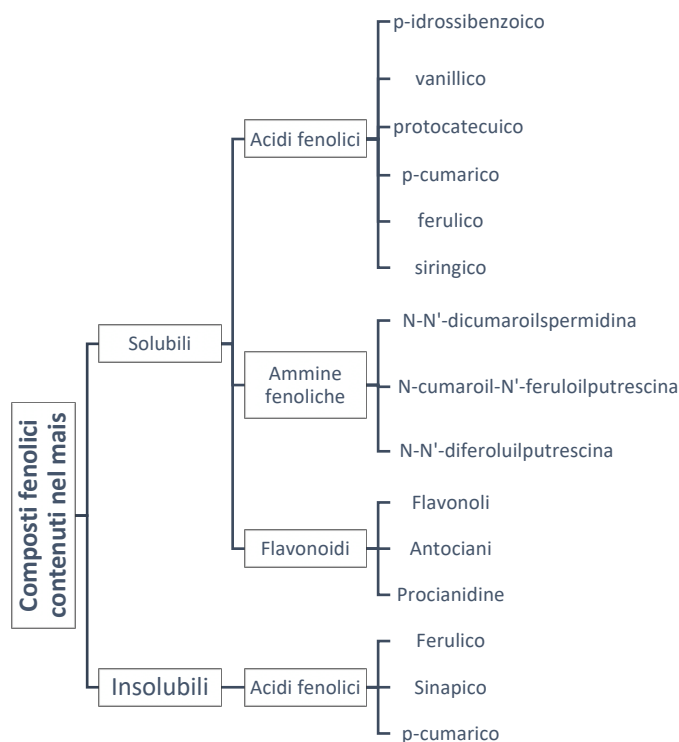 Composti fenolici
contenuti nel mais
Solubili
Acidi fenolici
p-idrossibenzoico
vanillico
protocatecuico
p-cumarico
ferulico
siringico
Ammine
fenoliche
N-N'-dicumaroilspermidina
N-cumaroil-N'-feruloilputrescina
N-N'-diferoluilputrescina
Flavonoidi
Flavonoli
Antociani
Procianidine
Insolubili
Acidi fenolici
Ferulico
Sinapico
p-cumarico